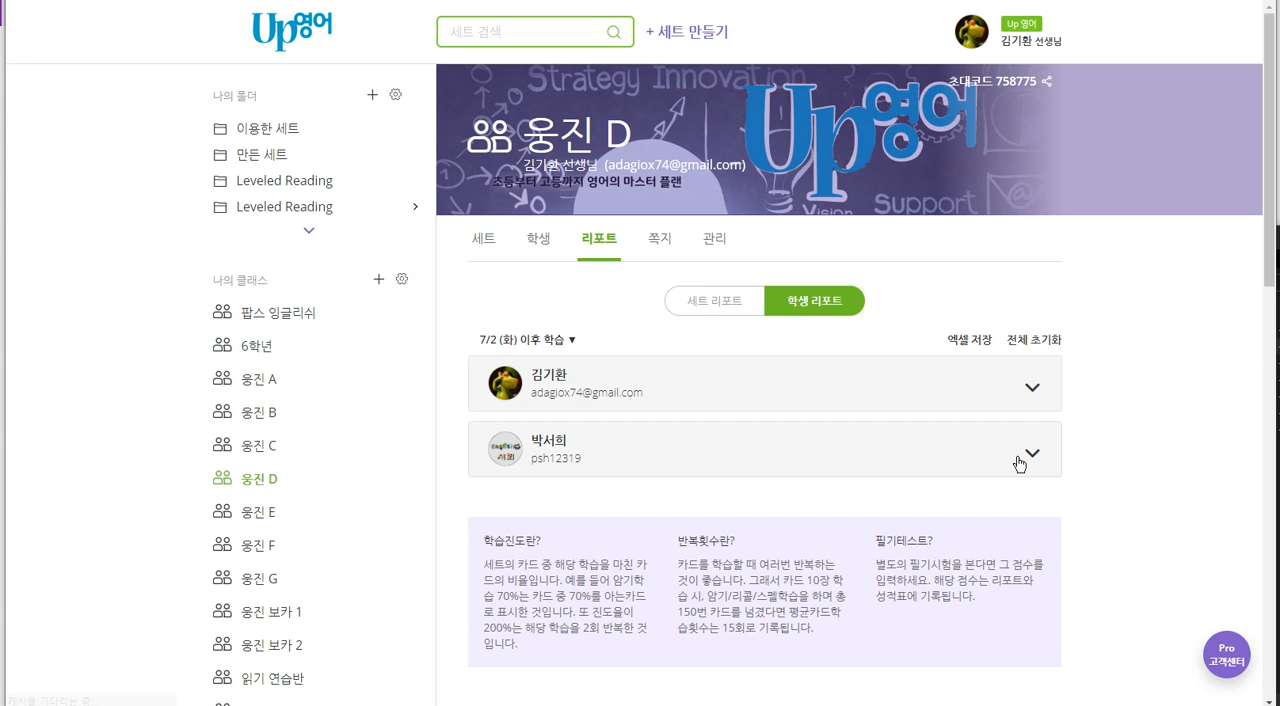 Up영어
세트 검색
+ 세트 만들기
Up 영어
김기환 선생님
나의 폴더
이용한 세트
만든 세트
Leveled Reading
Leveled Reading
나의 클래스
팝스 잉글리쉬
6학년
웅진 A
웅진 B
웅진 C
웅진 D
웅진 E
웅진 F
웅진 G
웅진 보카 1
웅진 보카 2
읽기 연습반
Strategy Innovation
초대코드 758775
Up영어
웅진 D
김기환 선생님 (adagiox74@gmail.com)
초등부터 고등까지 영어의 마스터 플랜
Vision
Support
세트 학생 리포트 쪽지 관리
세트 리포트 학생 리포트
7/2 (화) 이후 학습 ▼
엑셀 저장 전체 초기화
김기환
adagiox74@gmail.com
박서희
psh12319
학습진도란?
세트의 카드 중 해당 학습을 마친 카
드의 비율입니다. 예를 들어 암기학
습 70%는 카드 중 70%를 아는카드
로 표시한 것입니다. 또 진도율이
200%는 해당 학습을 2회 반복한 것
입니다.
반복횟수란?
카드를 학습할 때 여러번 반복하는
것이 좋습니다. 그래서 카드 10장 학
습 시, 암기/리콜/스펠학습을 하며 총
150번 카드를 넘겼다면 평균카드학
습횟수는 15회로 기록됩니다.
필기테스트?
별도의 필기시험을 본다면 그 점수를
입력하세요. 해당 점수는 리포트와
성적표에 기록됩니다.
Pro
고객센터
캐시를 기다리는 중...